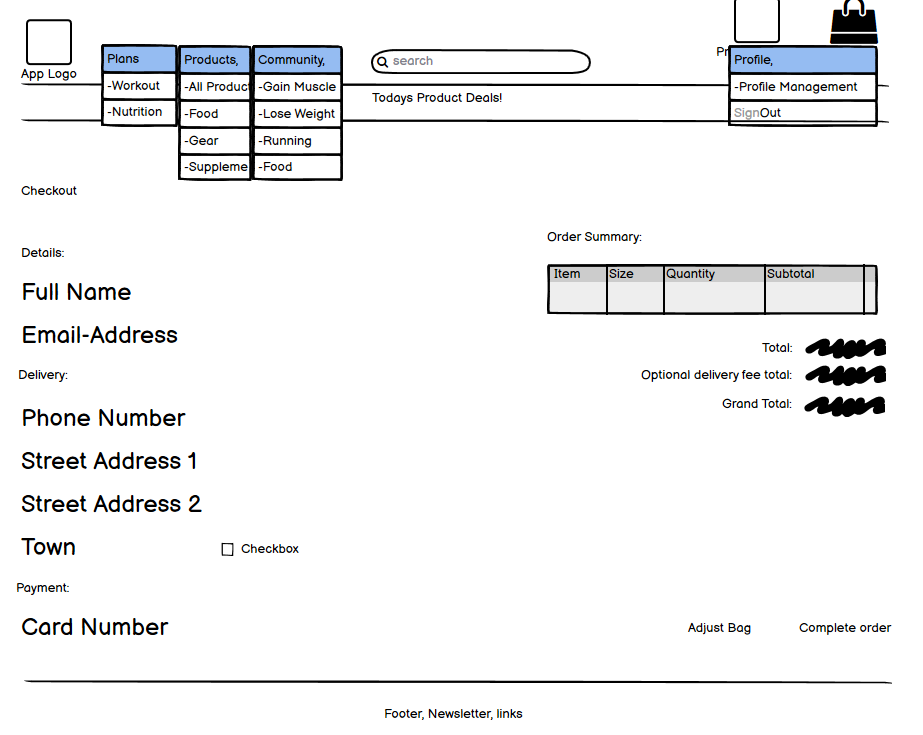 App Logo
Plans
-Workout
-Nutrition
Products,
-All Product
-Food
-Gear
-Suppleme
Community,
-Gain Muscle
-Lose Weight
-Running
-Food
search
Todays Product Deals!
Pr
Profile,
-Profile Management
SignOut
Checkout
Details:
Full Name
Email-Address
Delivery:
Phone Number
Street Address 1
Street Address 2
Town
Checkbox
Payment:
Card Number
Order Summary:
Item Size Quantity Subtotal
Total:
Optional delivery fee total:
Grand Total:
Adjust Bag Complete order
Footer, Newsletter, links